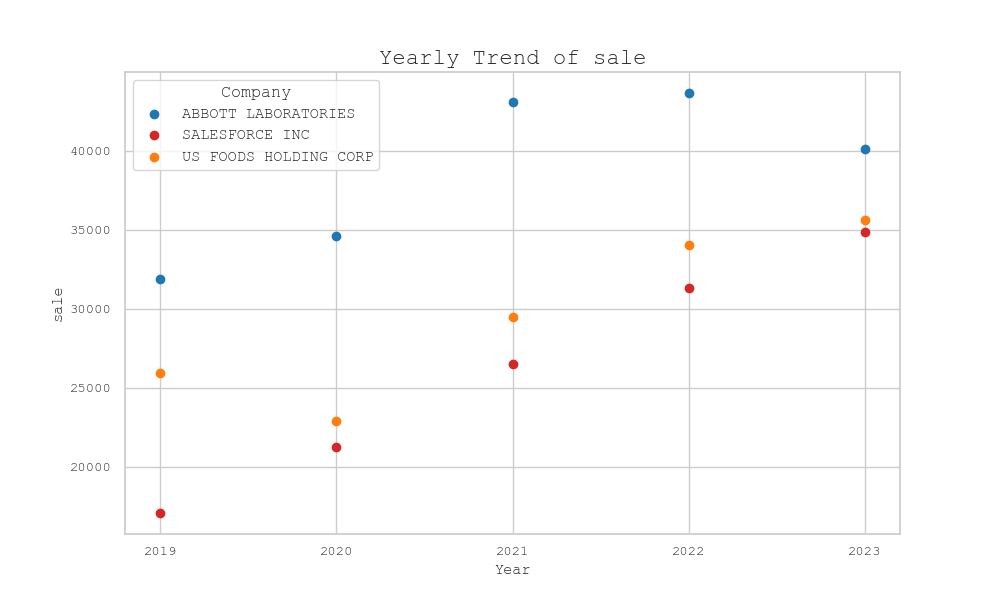 Yearly Trend of sale
Company
ABBOTT LABORATORIES
SALESFORCE INC
US FOODS HOLDING CORP
40000
35000
30000
25000
20000
sale
2019 2020 2021 2022 2023
Year